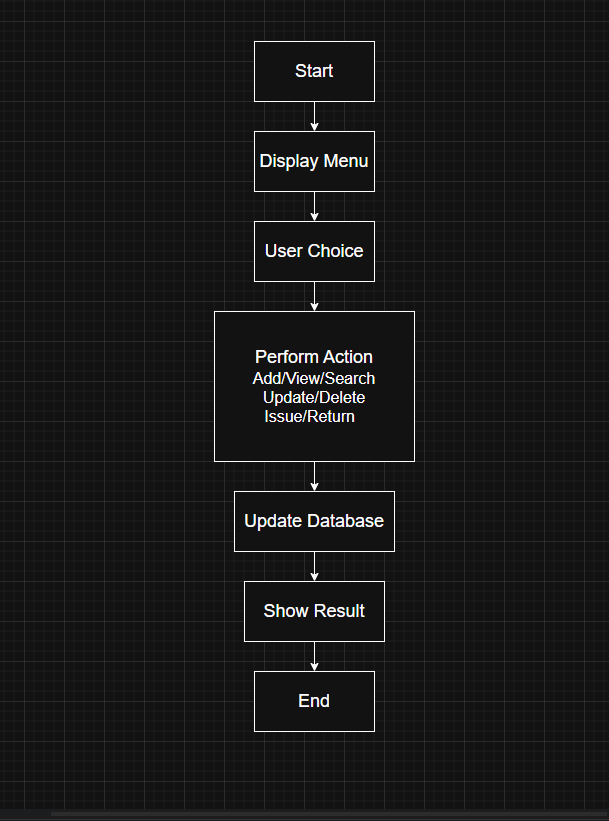 Start
Display Menu
User Choice
Perform Action
Add/View/Search
Update/Delete
Issue/Return
Update Database
Show Result
End